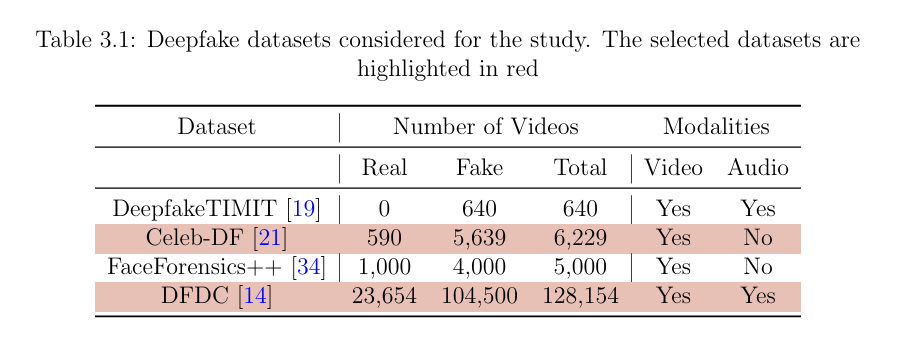 Table 3.1: Deepfake datasets considered for the study. The selected datasets are
highlighted in red
Dataset Number of Videos Modalities
Real Fake Total Video Audio
DeepfakeTIMIT [19] 0 640 640 Yes Yes
Celeb-DF [21] 590 5,639 6,229 Yes No
FaceForensics++ [34] 1,000 4,000 5,000 Yes No
DFDC [14] 23,654 104,500 128,154 Yes Yes